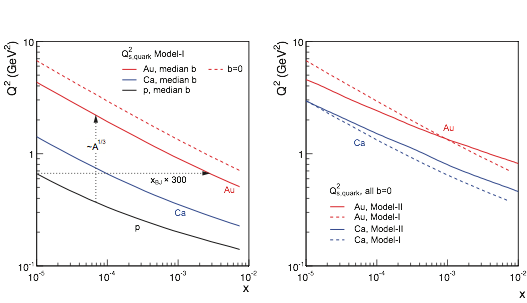 Q² (GeV²)
10
1
10⁻¹
Q²s,quark Model-I
Au, median b
b=0
Ca, median b
p, median b
~A¹/³
xBJ × 300
Au
Ca
p
10⁻⁵
10⁻⁴
10⁻³
10⁻²
x
Q² (GeV²)
10
1
10⁻¹
Au
Ca
Q²s,quark, all b=0
Au, Model-II
Au, Model-I
Ca, Model-II
Ca, Model-I
10⁻⁵
10⁻⁴
10⁻³
10⁻²
x